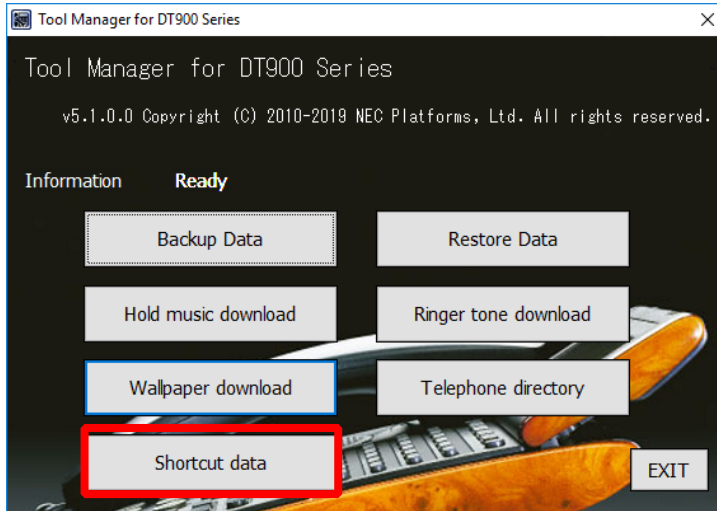 Tool Manager for DT900 Series
Tool Manager for DT900 Series
v5.1.0.0 Copyright (C) 2010-2019 NEC Platforms, Ltd. All rights reserved.
Information Ready
Backup Data Restore Data
Hold music download Ringer tone download
Wallpaper download Telephone directory
Shortcut data
EXIT